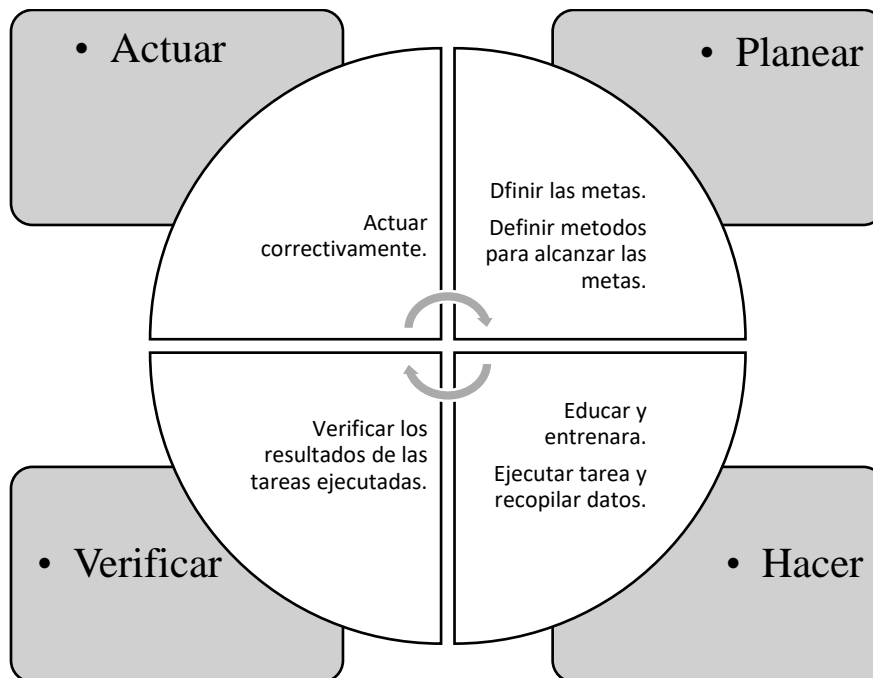 • Actuar
• Planear
Actuar
correctivamente.
Dfinir las metas.
Definir metodos
para alcanzar las
metas.
Verificar los
resultados de las
tareas ejecutadas.
Educar y
entrenara.
Ejecutar tarea y
recopilar datos.
• Verificar
• Hacer